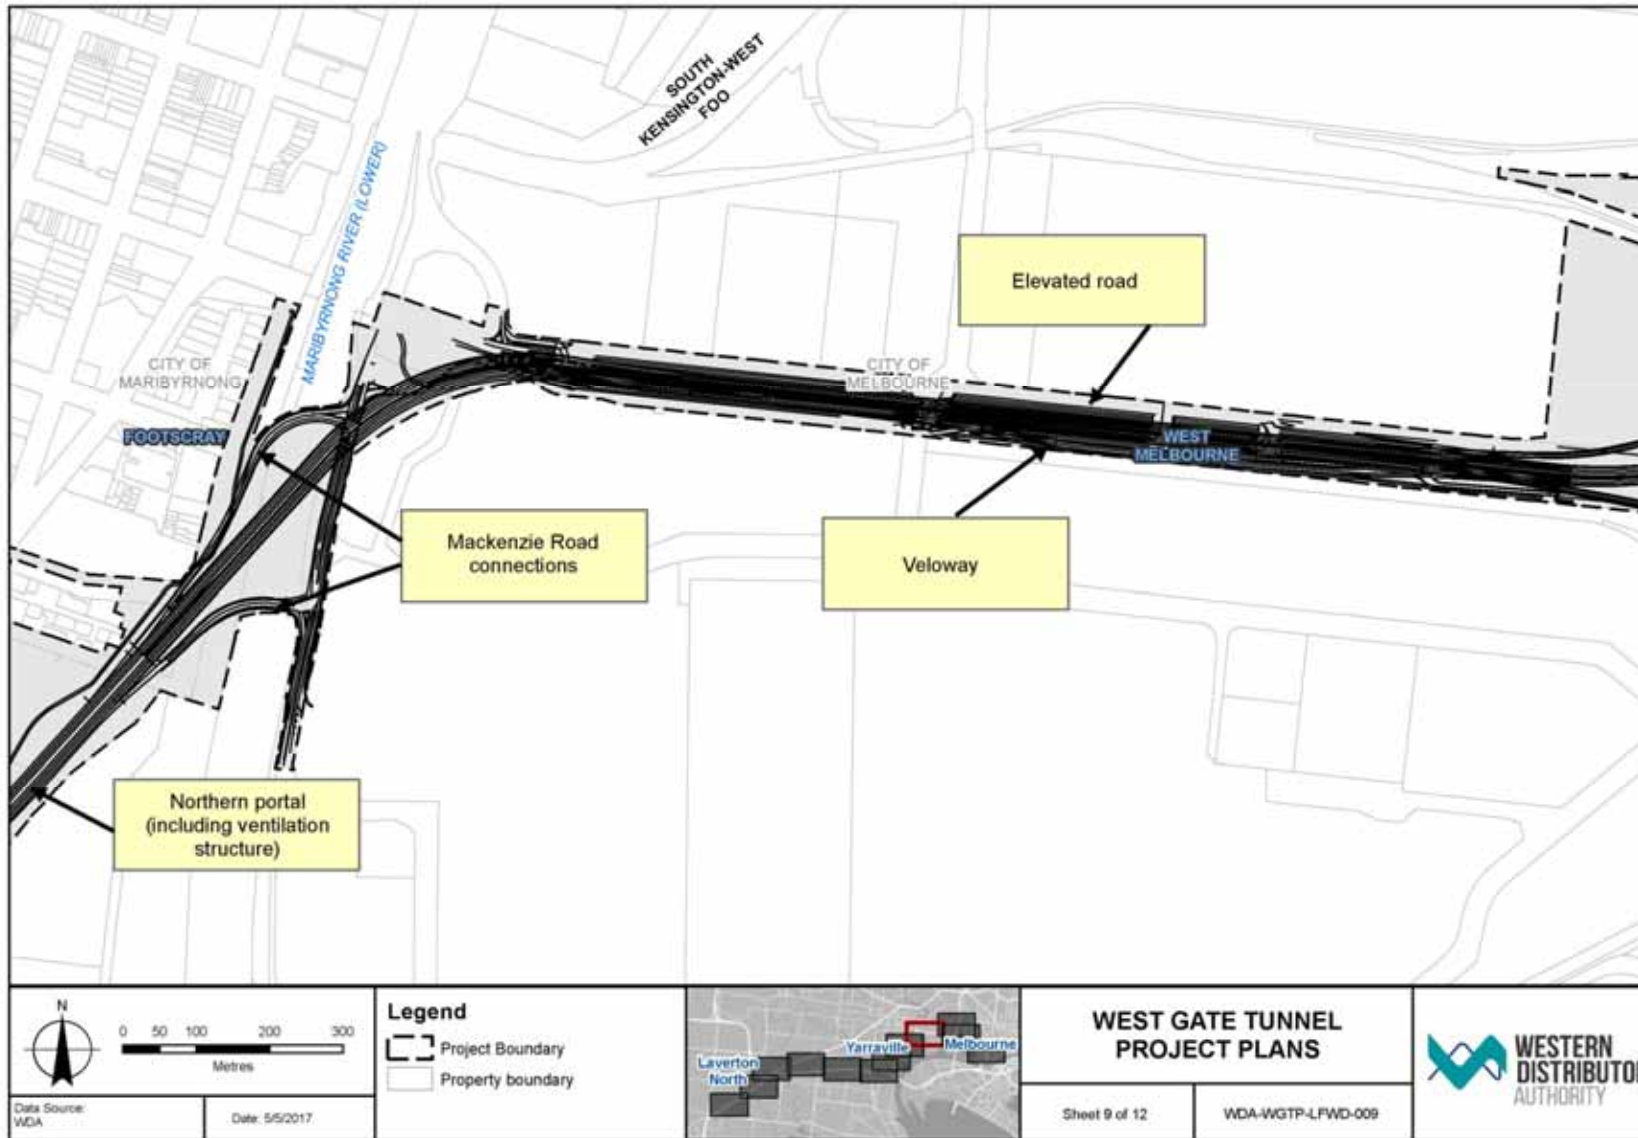 SOUTH
KENSINGTON-WEST
FOO
MARIBYRNONG RIVER (LOWER)
Elevated road
CITY OF
MARIBYRNONG
CITY OF
MELBOURNE
FOOTSCRAY
WEST
MELBOURNE
Mackenzie Road
connections
Veloway
Northern portal
(including ventilation
structure)
N
0 50 100 200 300
Metres
Data Source:
WDA
Date: 5/5/2017
Legend
Project Boundary
Property boundary
Laverton
North
Yarraville
Melbourne
WEST GATE TUNNEL
PROJECT PLANS
Sheet 9 of 12
WDA-WGTP-LFWD-009
WESTERN
DISTRIBUTO
AUTHORITY